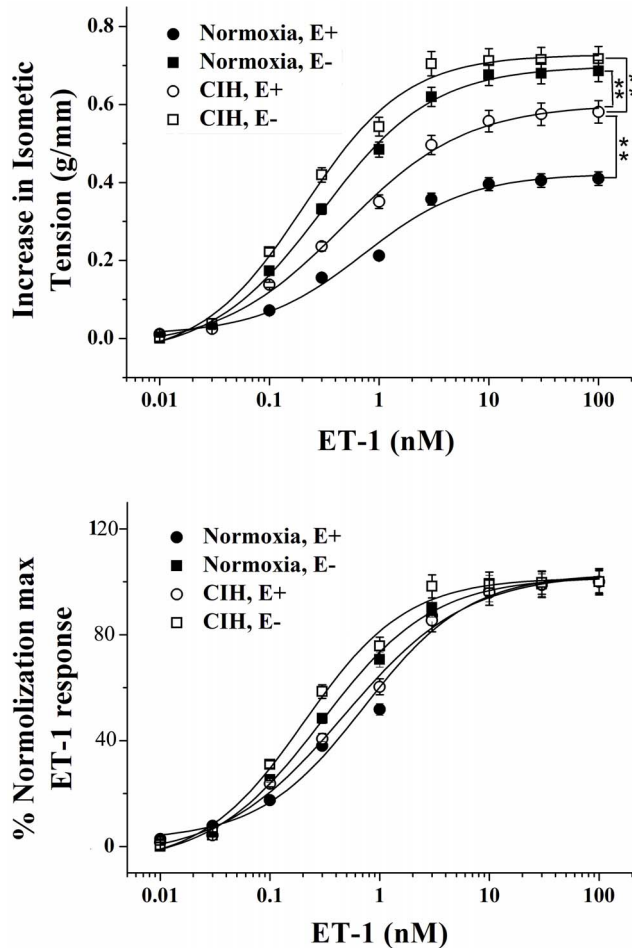 Increase in Isometic
Tension (g/mm)
0.8
0.6
0.4
0.2
0.0
Normoxia, E+
Normoxia, E-
CIH, E+
CIH, E-
**
**
**
0.01
0.1
1
10
100
ET-1 (nM)
% Normolization max
ET-1 response
120
80
40
0
Normoxia, E+
Normoxia, E-
CIH, E+
CIH, E-
0.01
0.1
1
10
100
ET-1 (nM)